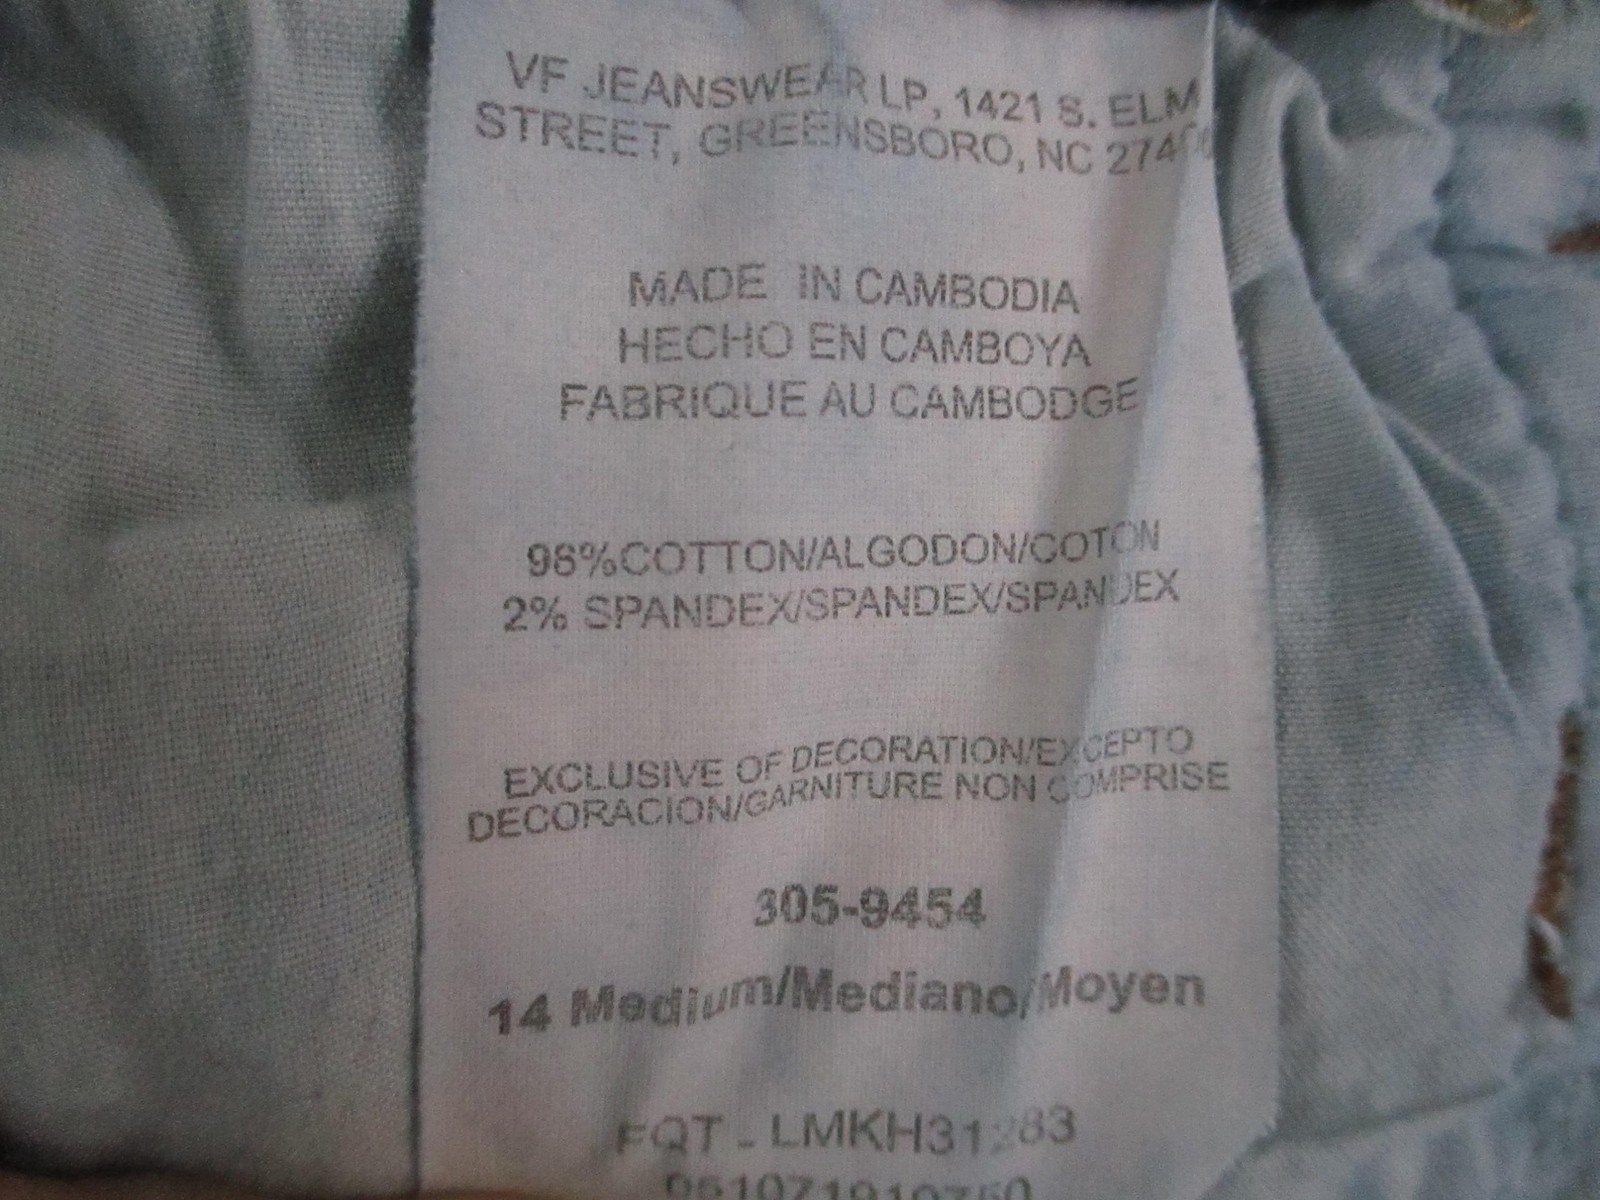 VF JEANSWEAR LP, 1421 S. ELM
STREET, GREENSBORO, NC
MADE IN CAMBODIA
HECHO EN CAMBOYA
FABRIQUE AU CAMBODGE
98%COTTON/ALGODON/COTON
2% SPANDEX/SPANDEX/SPANDEX
EXCLUSIVE OF DECORATION/EXCEPTO
DECORACION/GARNITURE NON COMPRISE
305-9454
14 Medium/Mediano/Moyen
FQT - LMKH31283